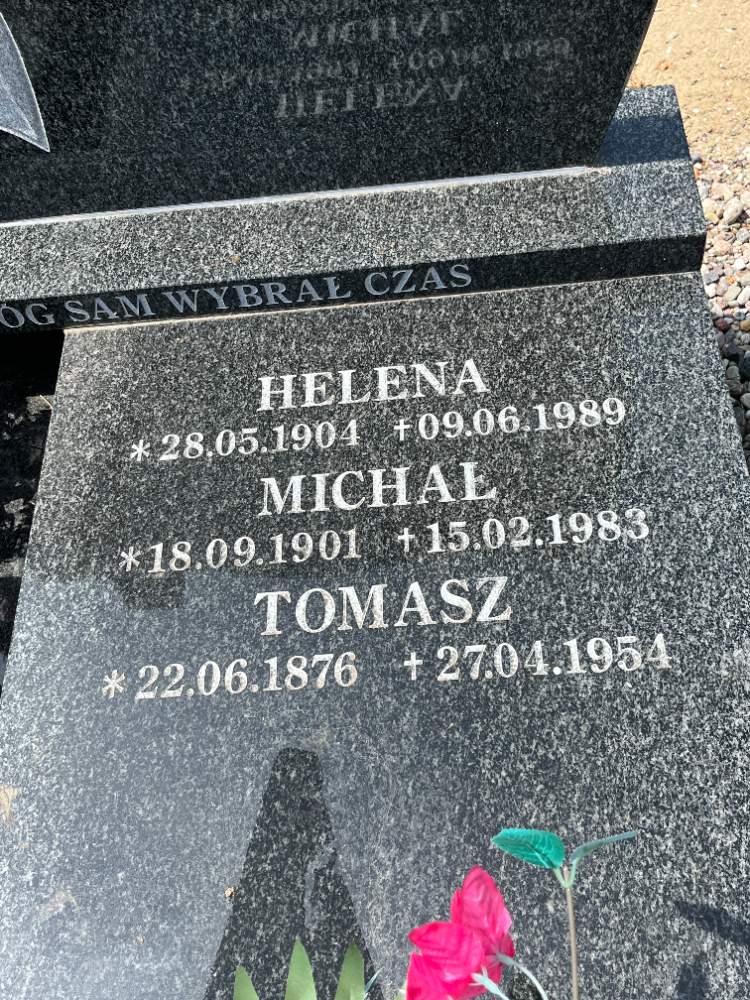 ÓG SAM WYBRAŁ CZAS
HELENA
*28.05.1904 +09.06.1989
MICHAŁ
*18.09.1901 +15.02.1983
TOMASZ
*22.06.1876 +27.04.1954